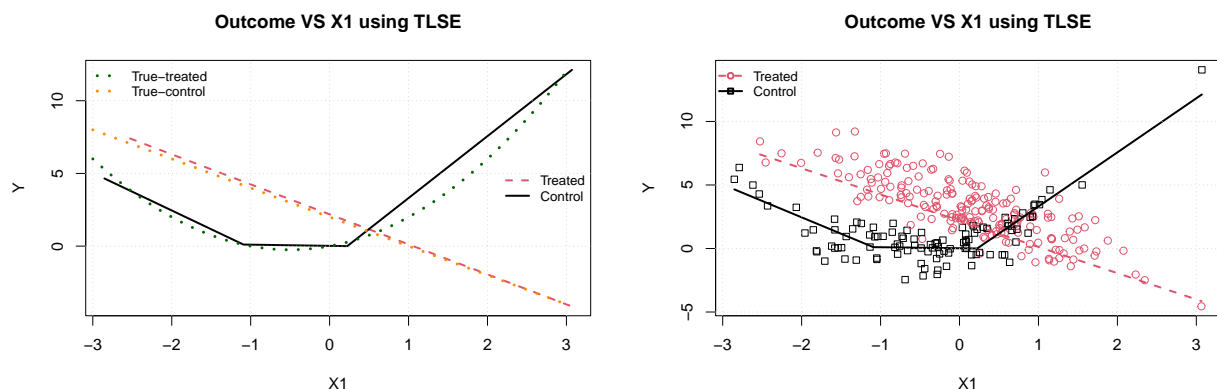 Outcome VS X1 using TLSE
True−treated
True−control
Treated
Control
Y
0
5
10
−3
−2
−1
0
1
2
3
X1
Outcome VS X1 using TLSE
Treated
Control
Y
−5
0
5
10
−3
−2
−1
0
1
2
3
X1